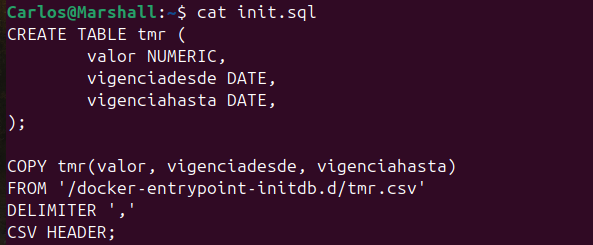 Carlos@Marshall:~$ cat init.sql
CREATE TABLE tmr (
        valor NUMERIC,
        vigenciadesde DATE,
        vigenciahasta DATE,
);

COPY tmr(valor, vigenciadesde, vigenciahasta)
FROM '/docker-entrypoint-initdb.d/tmr.csv'
DELIMITER ','
CSV HEADER;